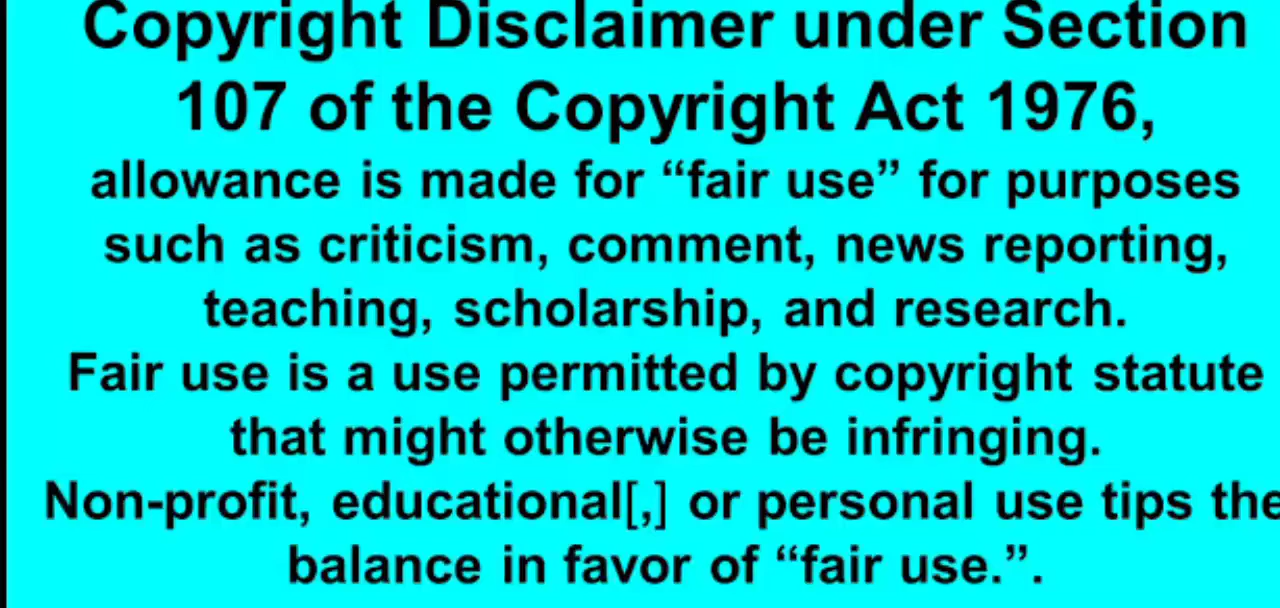 Copyright Disclaimer under Section
107 of the Copyright Act 1976,
allowance is made for “fair use” for purposes
such as criticism, comment, news reporting,
teaching, scholarship, and research.
Fair use is a use permitted by copyright statute
that might otherwise be infringing.
Non-profit, educational[,] or personal use tips the
balance in favor of “fair use.”.